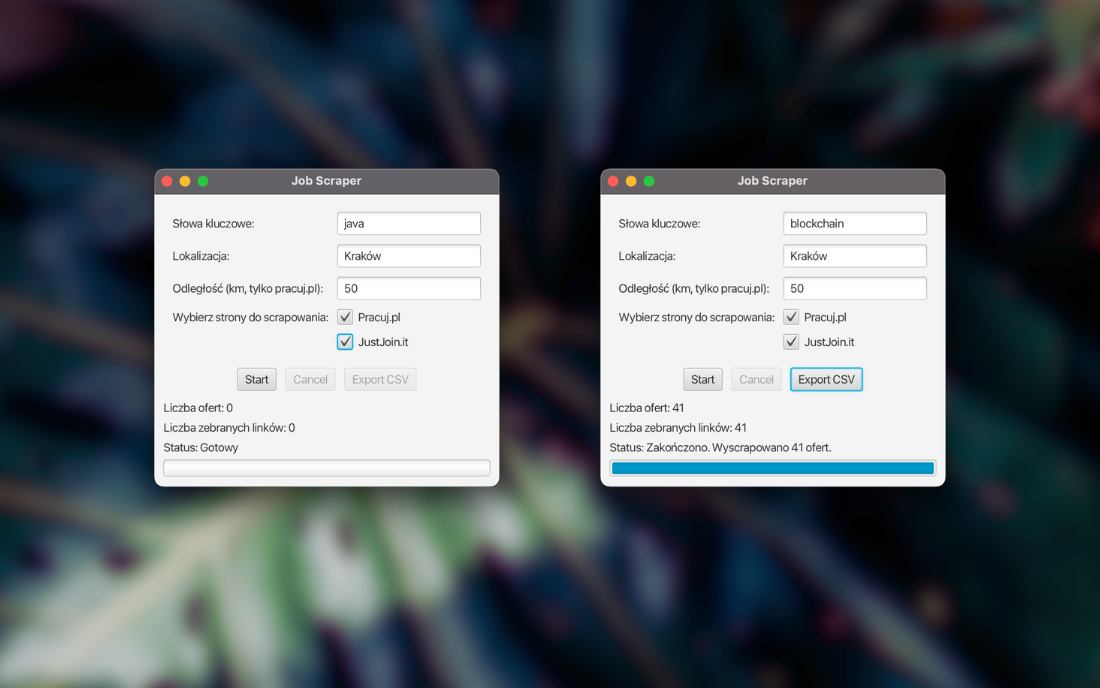 Job Scraper
Słowa kluczowe: java
Lokalizacja: Kraków
Odległość (km, tylko pracuj.pl): 50
Wybierz strony do scrapowania: Pracuj.pl
JustJoin.it
Start Cancel Export CSV
Liczba ofert: 0
Liczba zebranych linków: 0
Status: Gotowy
Job Scraper
Słowa kluczowe: blockchain
Lokalizacja: Kraków
Odległość (km, tylko pracuj.pl): 50
Wybierz strony do scrapowania: Pracuj.pl
JustJoin.it
Start Cancel Export CSV
Liczba ofert: 41
Liczba zebranych linków: 41
Status: Zakończono. Wyscrapowano 41 ofert.